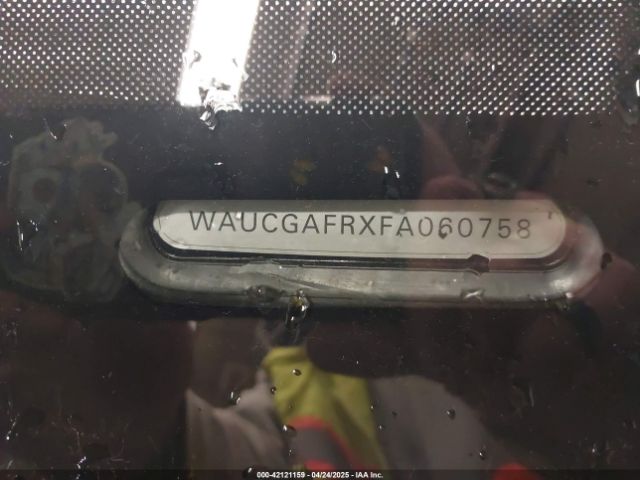 WAUCGAFRXFA060758
000-42121159 - 04/24/2025 - IAA Inc.